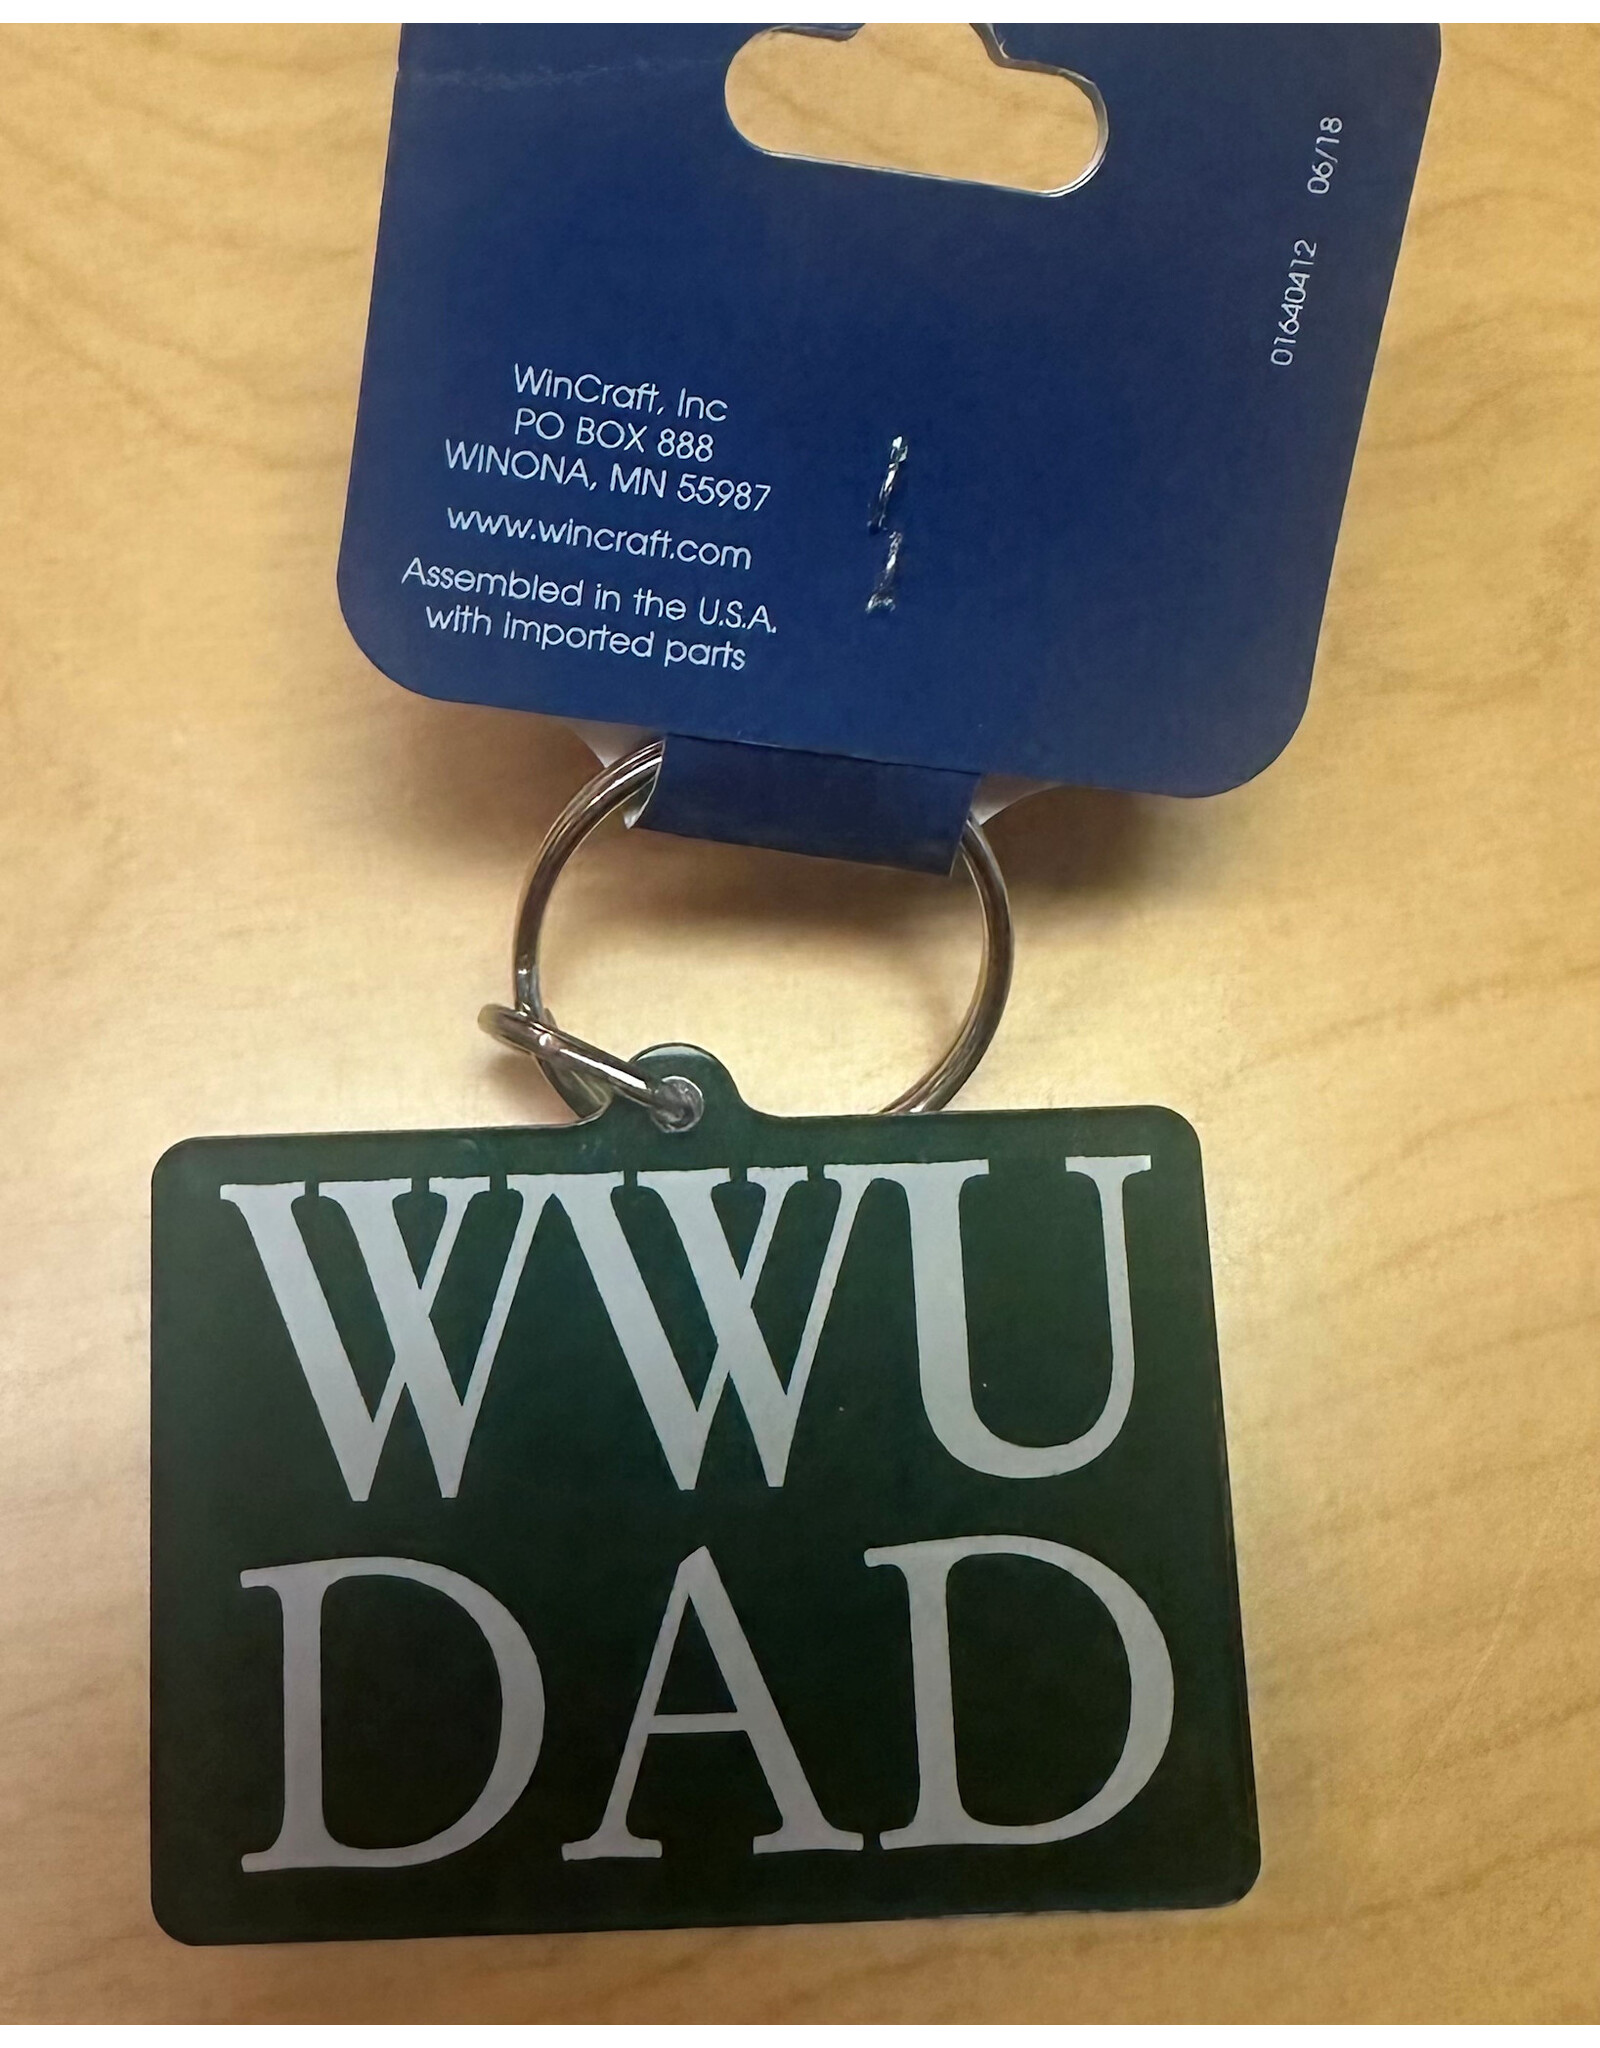 01640412 06/18
WinCraft, Inc
PO BOX 888
WINONA, MN 55987
www.wincraft.com
Assembled in the U.S.A.
with imported parts
WWU
DAD